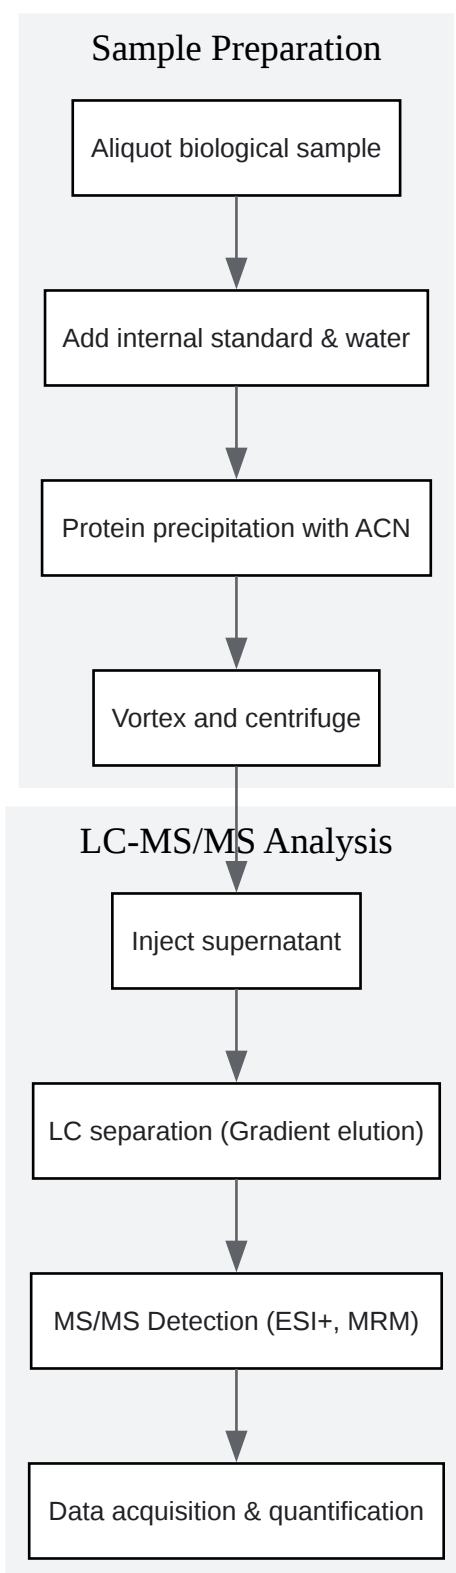 Sample Preparation
Aliquot biological sample
Add internal standard & water
Protein precipitation with ACN
Vortex and centrifuge
LC-MS/MS Analysis
Inject supernatant
LC separation (Gradient elution)
MS/MS Detection (ESI+, MRM)
Data acquisition & quantification